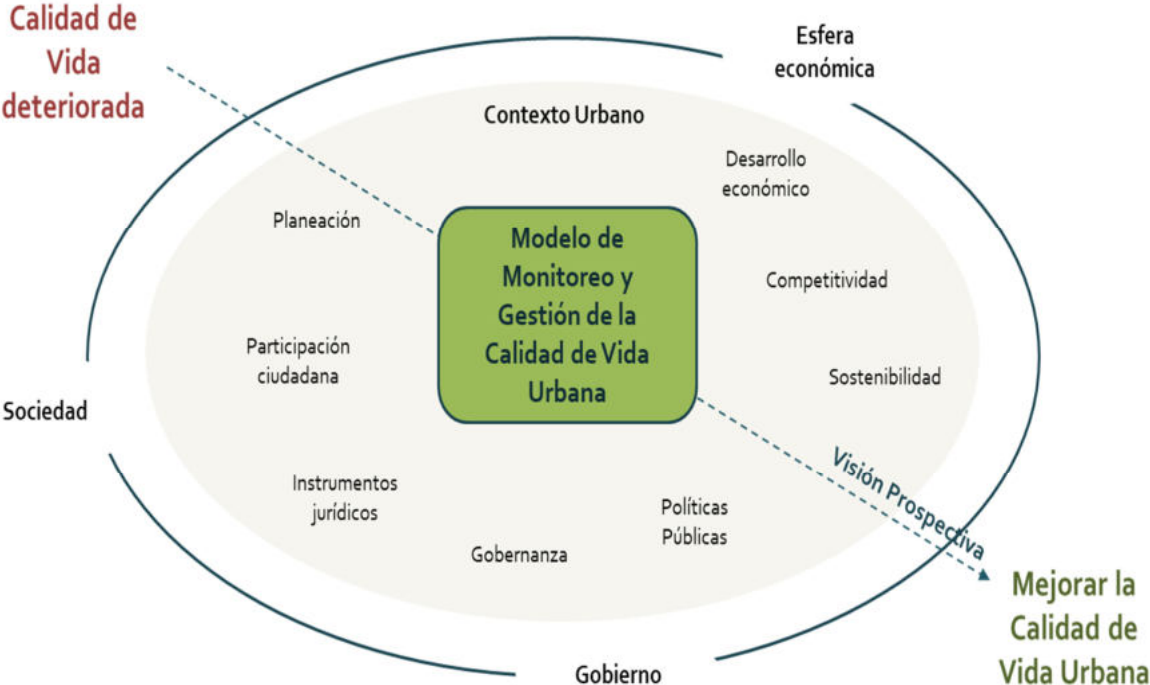 Calidad de
Vida
deteriorada
Esfera
económica
Contexto Urbano
Desarrollo
económico
Planeación
Modelo de
Monitoreo y
Gestión de la
Calidad de Vida
Urbana
Competitividad
Participación
ciudadana
Sostenibilidad
Sociedad
Instrumentos
jurídicos
Gobernanza
Políticas
Públicas
Visión Prospectiva
Gobierno
Mejorar la
Calidad de
Vida Urbana